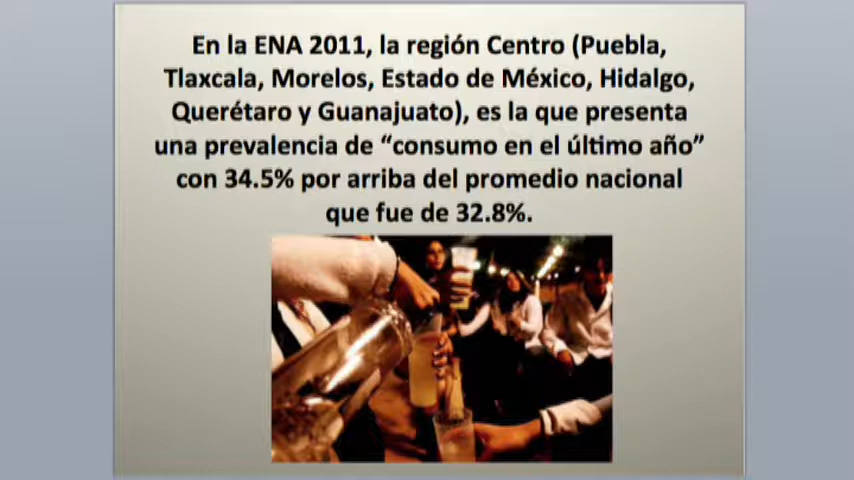 En la ENA 2011, la región Centro (Puebla,
Tlaxcala, Morelos, Estado de México, Hidalgo,
Querétaro y Guanajuato), es la que presenta
una prevalencia de “consumo en el último año”
con 34.5% por arriba del promedio nacional
que fue de 32.8%.